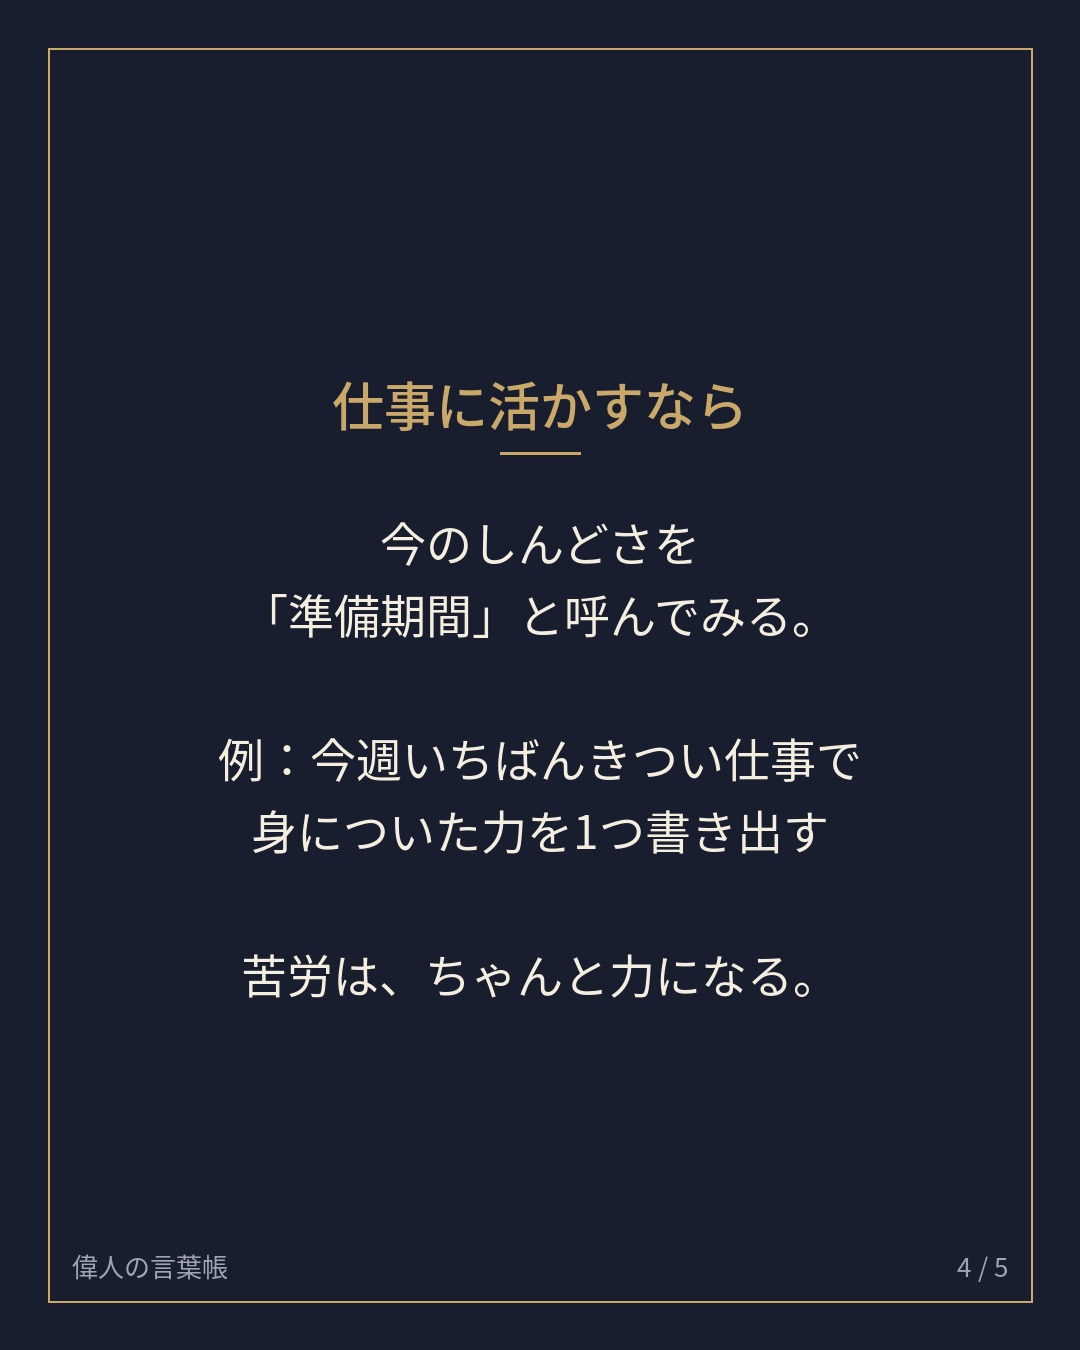 仕事に活かすなら
今のしんどさを
「準備期間」と呼んでみる。
例：今週いちばんきつい仕事で
身についた力を1つ書き出す
苦労は、ちゃんと力になる。
偉人の言葉帳
4 / 5